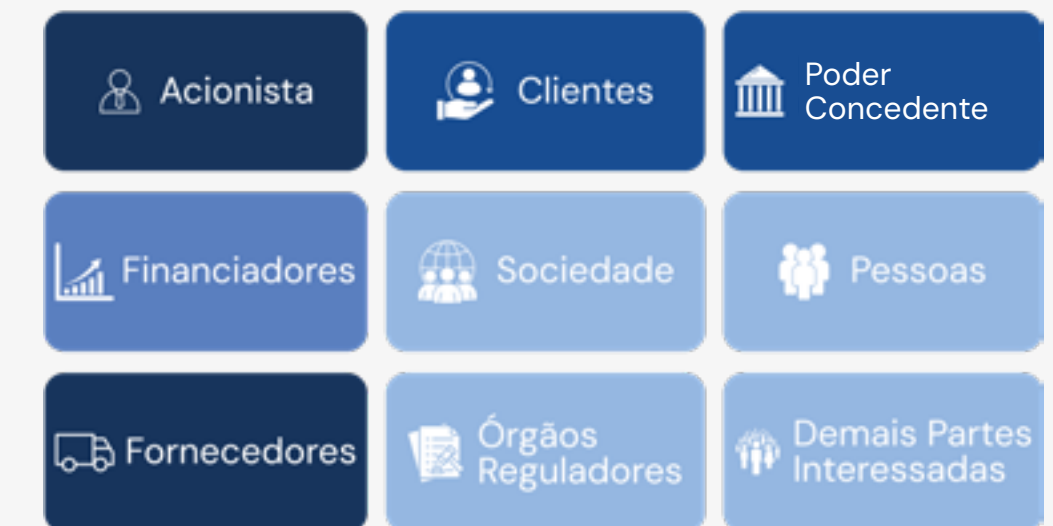 Acionista
Clientes
Poder
Concedente
Financiadores
Sociedade
Pessoas
Fornecedores
Órgãos
Reguladores
Demais Partes
Interessadas